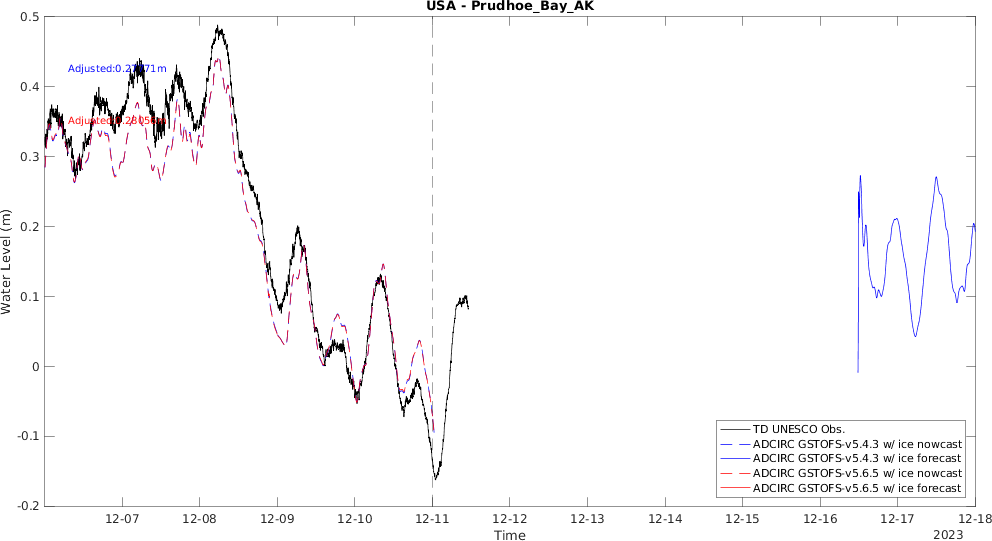 USA - Prudhoe_Bay_AK
Water Level (m)
0.5
0.4
0.3
0.2
0.1
0
-0.1
-0.2
12-07
12-08
12-09
12-10
12-11
12-12
12-13
12-14
12-15
12-16
12-17
12-18
Time
2023
TD UNESCO Obs.
ADCIRC GSTOFS-v5.4.3 w/ ice nowcast
ADCIRC GSTOFS-v5.4.3 w/ ice forecast
ADCIRC GSTOFS-v5.6.5 w/ ice nowcast
ADCIRC GSTOFS-v5.6.5 w/ ice forecast